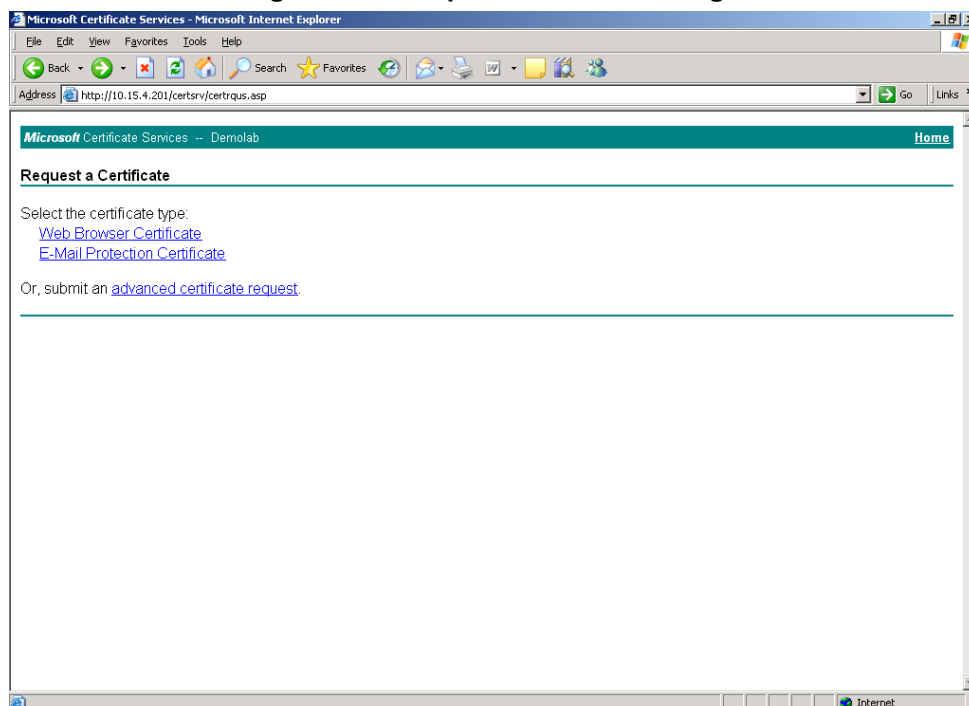 Microsoft Certificate Services - Microsoft Internet Explorer
File Edit View Favorites Tools Help
Back Search Favorites
Address http://10.15.4.201/certsrv/certrqus.asp Go Links
Microsoft Certificate Services -- Demolab Home
Request a Certificate
Select the certificate type:
Web Browser Certificate
E-Mail Protection Certificate
Or, submit an advanced certificate request.
Internet